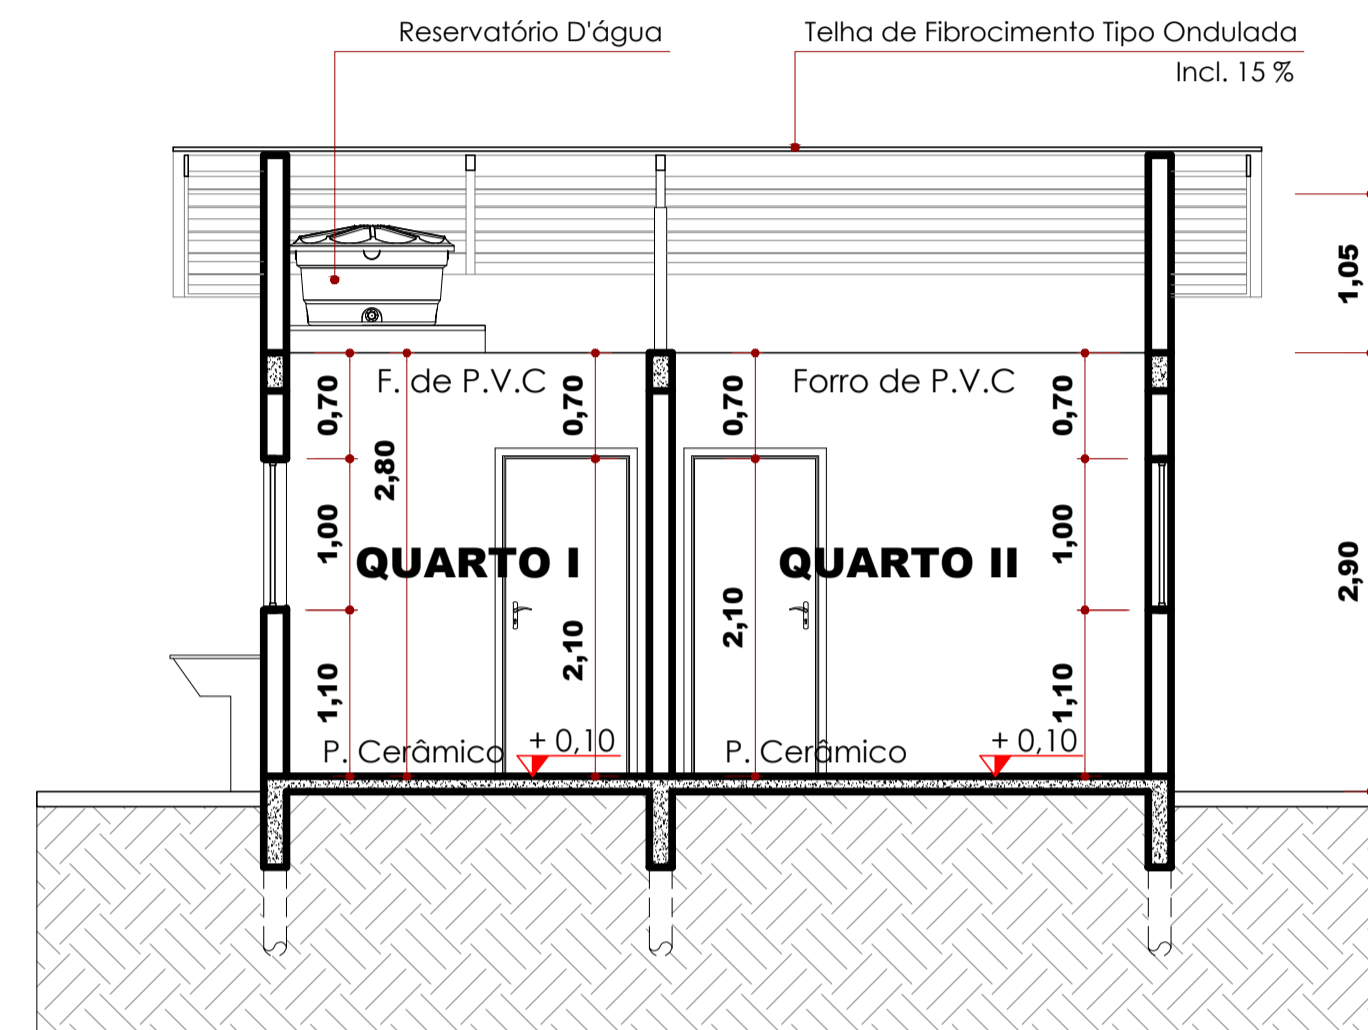 Reservatório D'água
Telha de Fibrocimento Tipo Ondulada
Incl. 15 %
1,05
F. de P.V.C
Forro de P.V.C
0,70
0,70
0,70
0,70
2,80
1,00
1,00
QUARTO I
QUARTO II
2,90
2,10
2,10
1,10
1,10
P. Cerâmico
+ 0,10
P. Cerâmico
+ 0,10